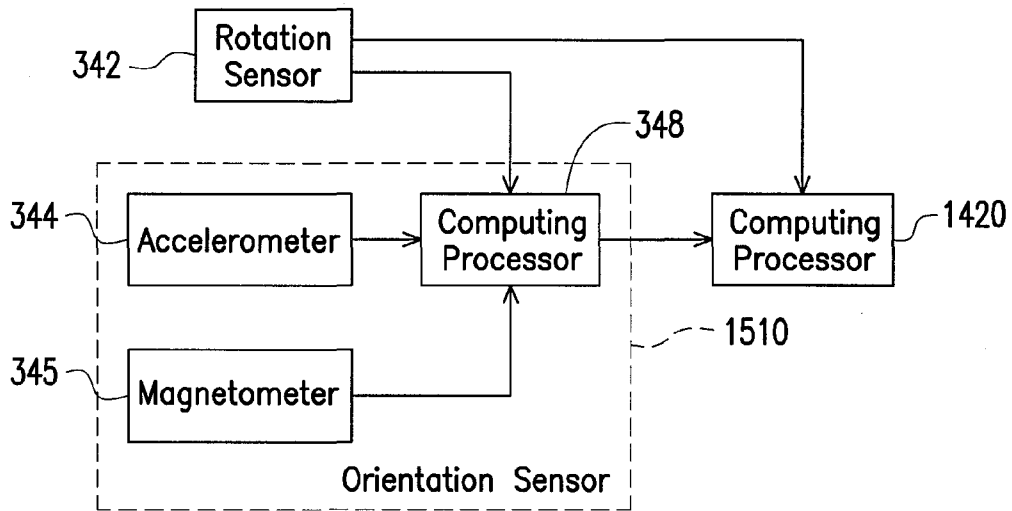 Rotation
Sensor
342
348
344
Accelerometer
Computing
Processor
Computing
Processor
1420
1510
345
Magnetometer
Orientation Sensor